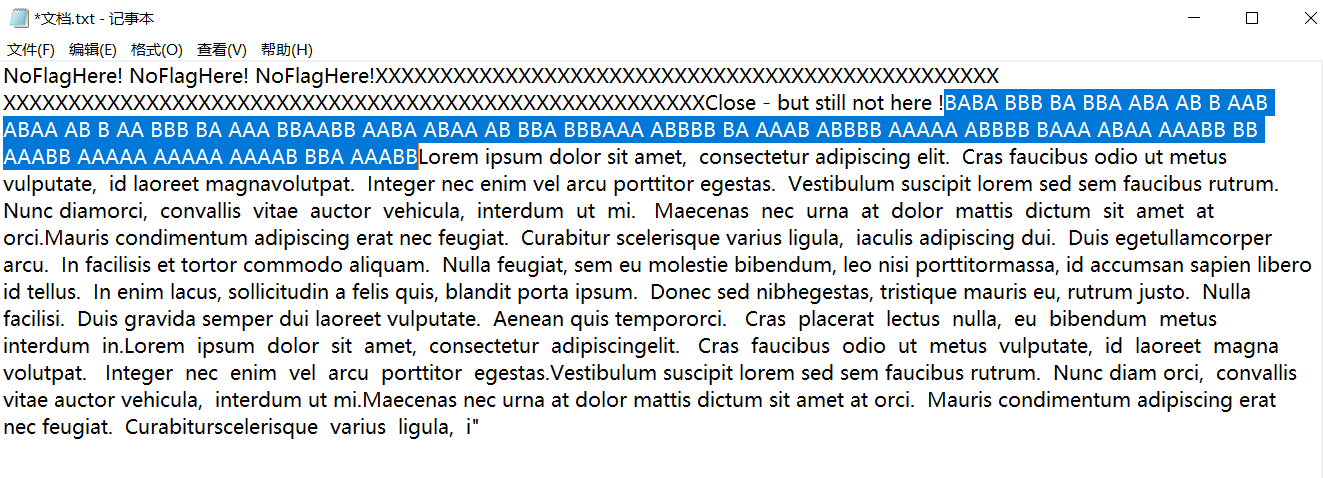 *文档.txt - 记事本
文件(F) 编辑(E) 格式(O) 查看(V) 帮助(H)
NoFlagHere! NoFlagHere! NoFlagHere!XXXXXXXXXXXXXXXXXXXXXXXXXXXXXXXXXXXXXXXXXXXXXXXX
XXXXXXXXXXXXXXXXXXXXXXXXXXXXXXXXXXXXXXXXXXXXXXXXXXXXXXClose - but still not here !BABA BBB BA BBA ABA AB B AAB
ABAA AB B AA BBB BA AAA BBAABB AABA ABAA AB BBA BBBAAA ABBBB BA AAAB ABBBB AAAAA ABBBB BAAA ABAA AAABB BB
AAABB AAAAA AAAAA AAAAB BBA AAABBLorem ipsum dolor sit amet,  consectetur adipiscing elit.  Cras faucibus odio ut metus
vulputate,  id laoreet magnavolutpat.  Integer nec enim vel arcu porttitor egestas.  Vestibulum suscipit lorem sed sem faucibus rutrum.
Nunc diamorci,  convallis  vitae  auctor  vehicula,  interdum  ut  mi.   Maecenas  nec  urna  at  dolor  mattis  dictum  sit  amet  at
orci.Mauris condimentum adipiscing erat nec feugiat.  Curabitur scelerisque varius ligula,  iaculis adipiscing dui.  Duis egetullamcorper
arcu.  In facilisis et tortor commodo aliquam.  Nulla feugiat, sem eu molestie bibendum, leo nisi porttitormassa, id accumsan sapien libero
id tellus.  In enim lacus, sollicitudin a felis quis, blandit porta ipsum.  Donec sed nibhegestas, tristique mauris eu, rutrum justo.  Nulla
facilisi.  Duis gravida semper dui laoreet vulputate.  Aenean quis tempororci.   Cras  placerat  lectus  nulla,  eu  bibendum  metus
interdum  in.Lorem  ipsum  dolor  sit  amet,  consectetur  adipiscingelit.   Cras  faucibus  odio  ut  metus  vulputate,  id  laoreet  magna
volutpat.   Integer  nec  enim  vel  arcu  porttitor  egestas.Vestibulum suscipit lorem sed sem faucibus rutrum.  Nunc diam orci,  convallis
vitae auctor vehicula,  interdum ut mi.Maecenas nec urna at dolor mattis dictum sit amet at orci.  Mauris condimentum adipiscing erat
nec feugiat.  Curabiturscelerisque  varius  ligula,  i"